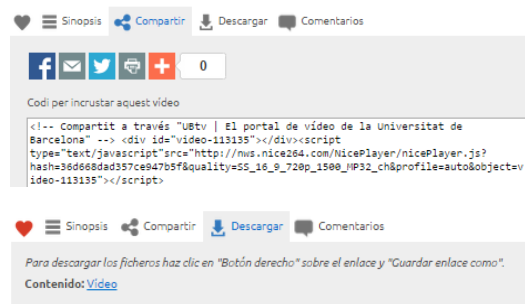 Sinopsis Compartir Descargar Comentarios
0
Codi per incrustar aquest vídeo
<!-- Compartit a través "UBtv | El portal de vídeo de la Universitat de
Barcelona" --> <div id="video-113135"></div><script
type="text/javascript"src="http://nws.nice264.com/NicePlayer/nicePlayer.js?
hash=36d668dad357ce947b5f&quality=SS_16_9_720p_1500_MP32_ch&profile=auto&object=v
ideo-113135"></script>
Sinopsis Compartir Descargar Comentarios
Para descargar los ficheros haz clic en "Botón derecho" sobre el enlace y "Guardar enlace como".
Contenido: Vídeo